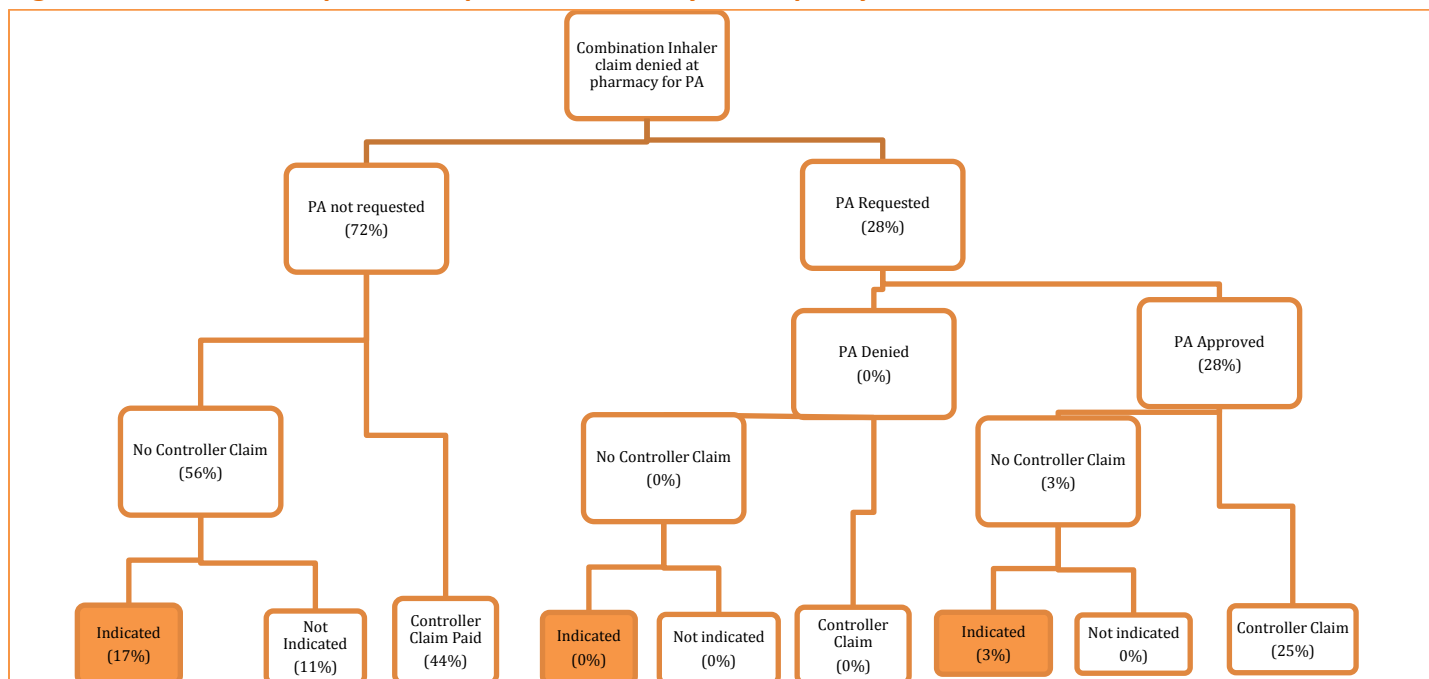 Combination Inhaler
claim denied at
pharmacy for PA
PA not requested
(72%)
PA Requested
(28%)
PA Denied
(0%)
PA Approved
(28%)
No Controller Claim
(56%)
No Controller Claim
(0%)
No Controller Claim
(3%)
Indicated
(17%)
Not
Indicated
(11%)
Controller
Claim Paid
(44%)
Indicated
(0%)
Not indicated
(0%)
Controller
Claim
(0%)
Indicated
(3%)
Not indicated
0%)
Controller Claim
(25%)